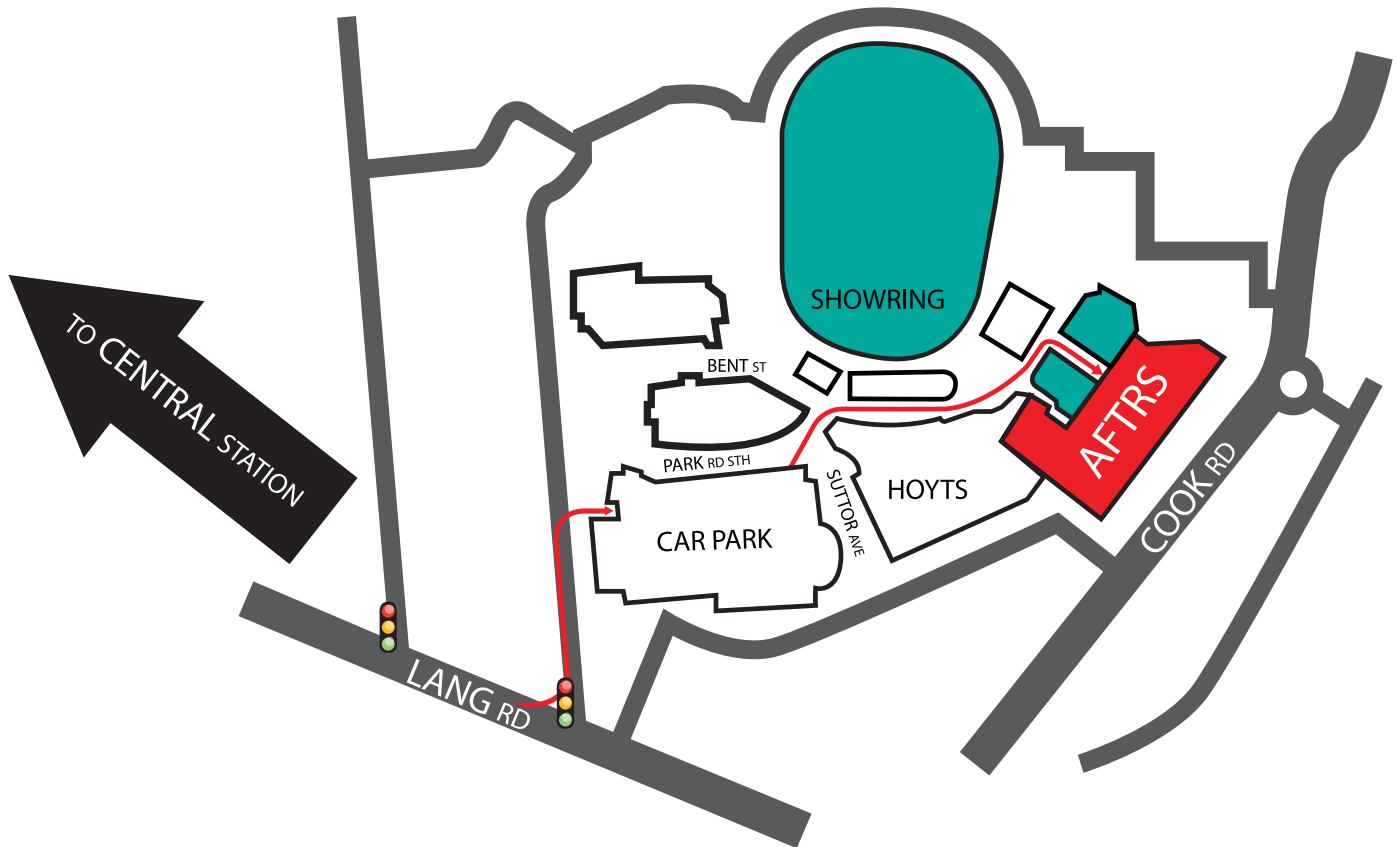 TO CENTRAL STATION
SHOWRING
BENT ST
PARK RD STH
AFTRS
HOYTS
SUTTOR AVE
CAR PARK
COOK RD
LANG RD